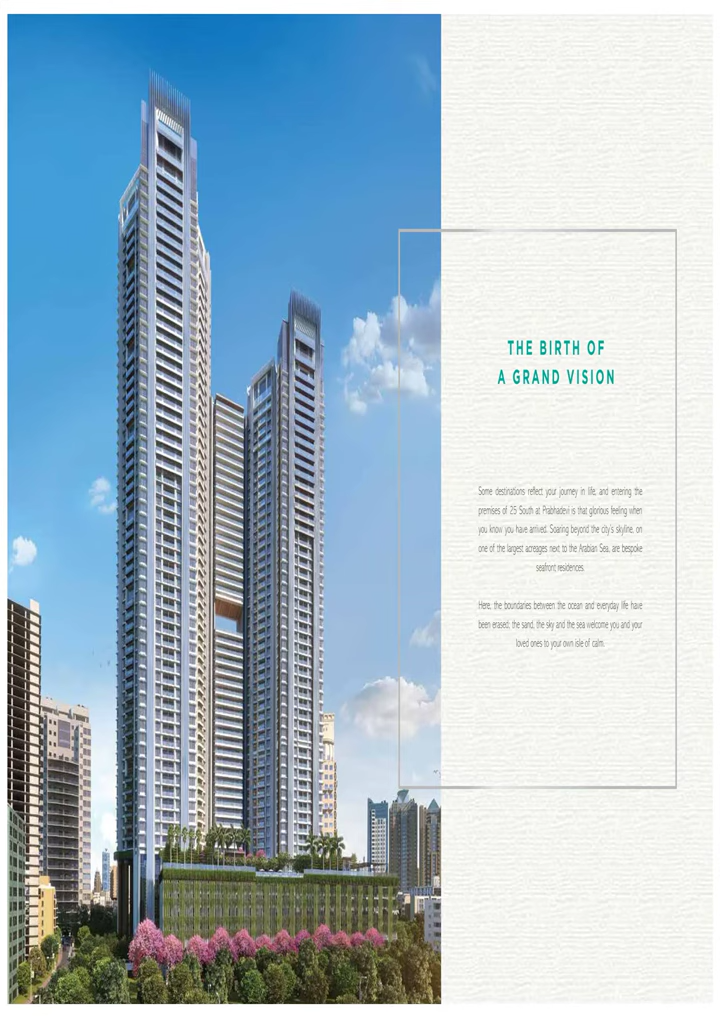 THE BIRTH OF
A GRAND VISION
Some destinations reflect your journey in life, and entering the
premises of 25 South at Prabhadevi is that glorious feeling when
you know you have arrived. Soaring beyond the city's skyline, on
one of the largest acreages next to the Arabian Sea, are bespoke
seafront residences.
Here, the boundaries between the ocean and everyday life have
been erased; the sand, the sky and the sea welcome you and your
loved ones to your own isle of calm.